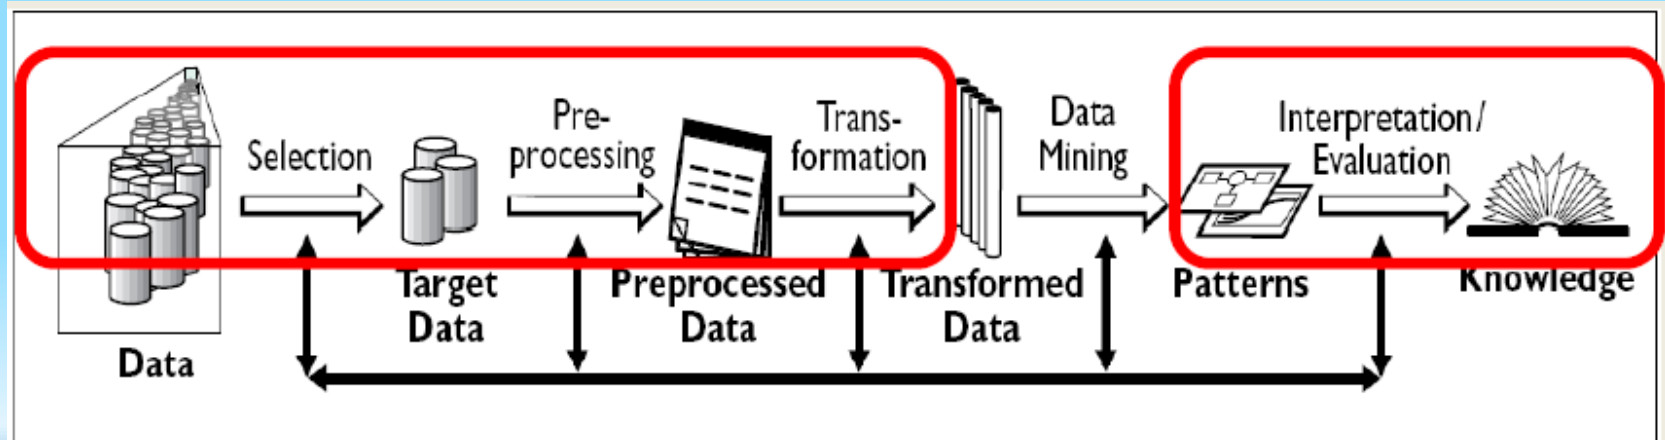 Selection
Pre-
processing
Trans-
formation
Data
Mining
Interpretation/
Evaluation
Data
Target
Data
Preprocessed
Data
Transformed
Data
Patterns
Knowledge